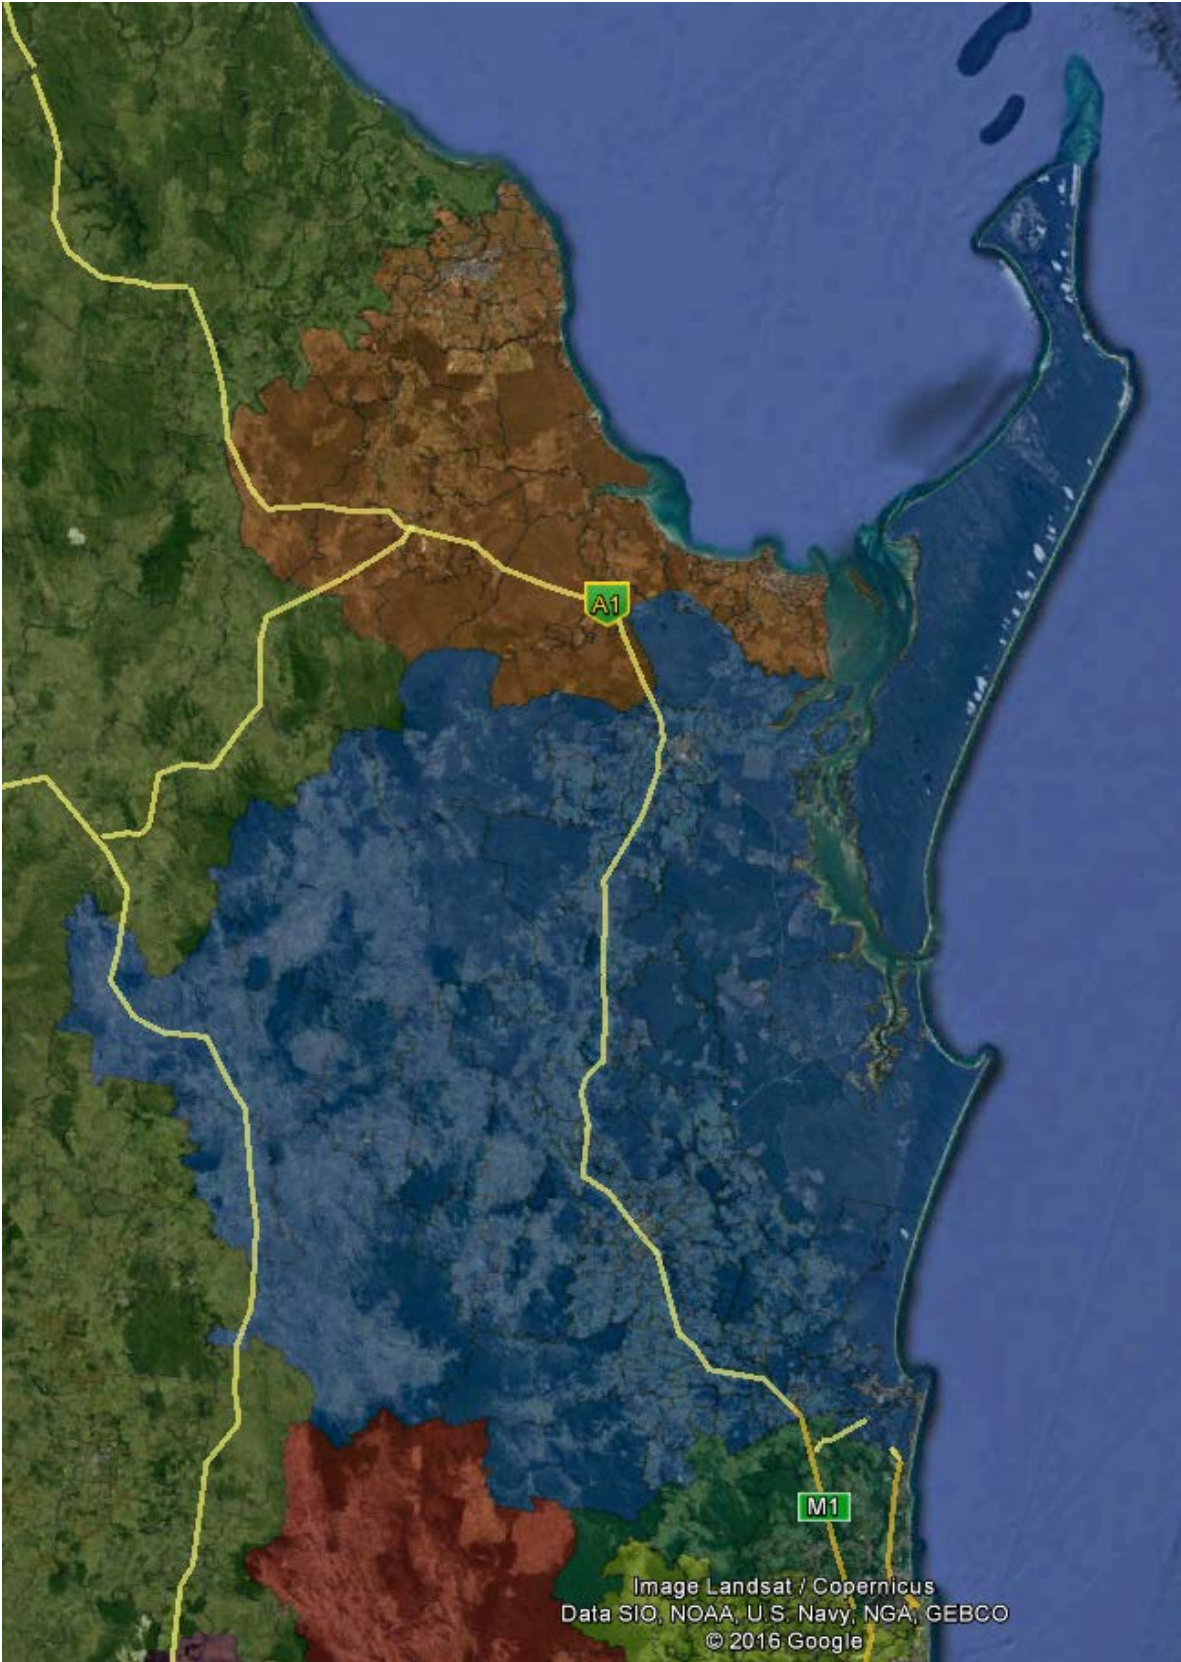 A1
M1
Image Landsat / Copernicus
Data SIO, NOAA, U.S. Navy, NGA, GEBCO
© 2016 Google